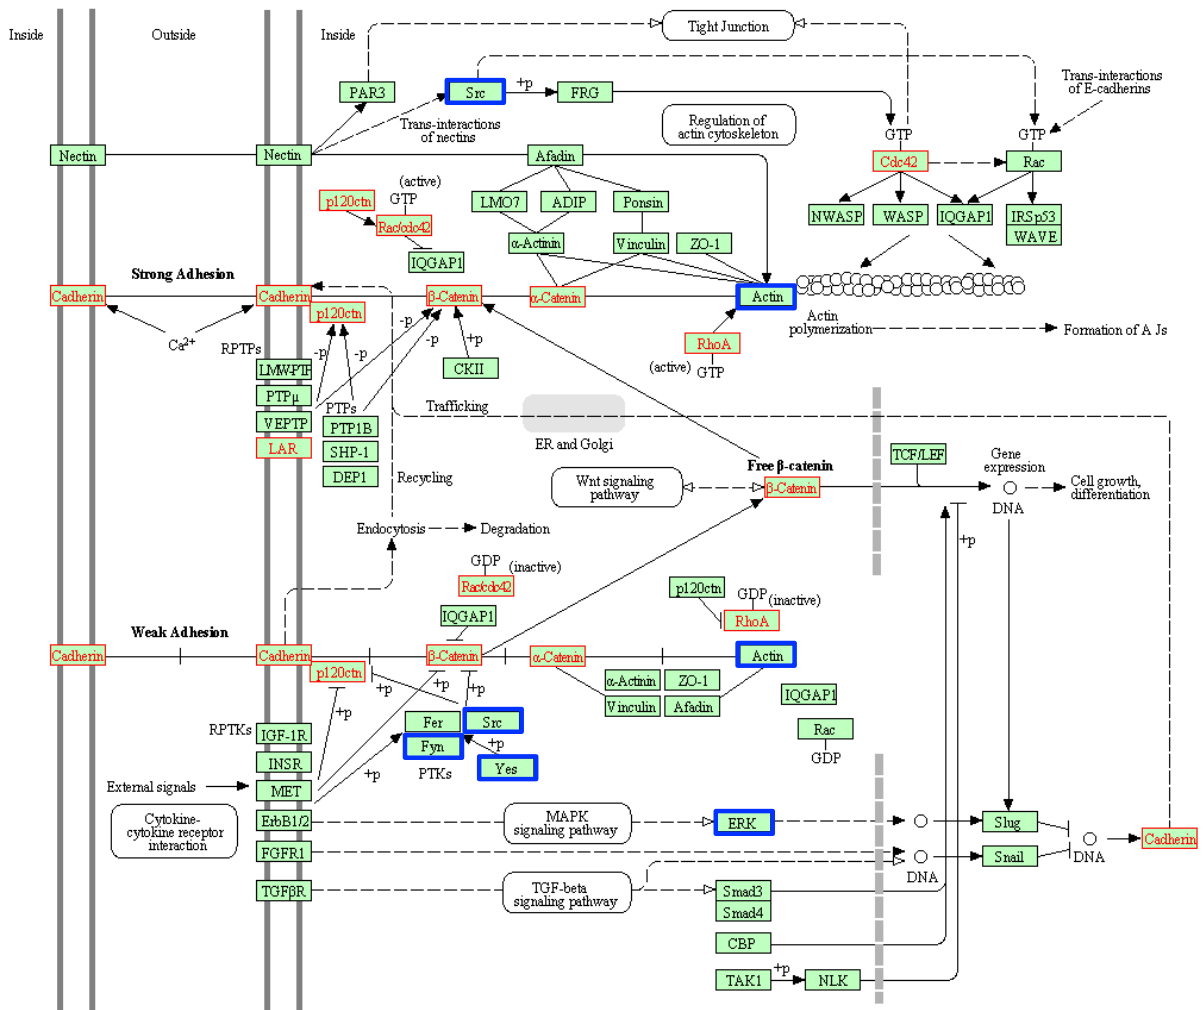 Inside
Outside
Inside
Tight Junction
PAR3
Src
+p
FRG
Trans-interactions
of E-cadherins
Trans-interactions
of nectins
Regulation of
actin cytoskeleton
GTP
GTP
Nectin
Nectin
Afadin
Cdc42
Rac
(active)
p120ctn
GTP
Rac/cdc42
IQGAP1
LMO7
ADIP
Ponsin
NWASP
WASP
IQGAP1
IRSp53
WAVE
α-Actinin
Vinculin
ZO-1
Strong Adhesion
Cadherin
Cadherin
p120ctn
β-Catenin
α-Catenin
Actin
Actin
polymerization
Formation of A Js
Ca2+
RPTPs
-p
-p
-p
-p
+p
CKII
RhoA
(active)
GTP
LMW-PTP
PTPμ
VEPTP
LAR
PTPs
PTP1B
SHP-1
DEP1
Trafficking
ER and Golgi
Recycling
Wnt signaling
pathway
Free β-catenin
β-Catenin
TCF/LEF
Gene
expression
DNA
Cell growth,
differentiation
+p
Endocytosis
Degradation
GDP
(inactive)
Rac/cdc42
IQGAP1
p120ctn
GDP
(inactive)
RhoA
Weak Adhesion
Cadherin
Cadherin
p120ctn
β-Catenin
α-Catenin
Actin
+p
+p
+p
α-Actinin
ZO-1
Vinculin
Afadin
IQGAP1
Rac
GDP
RPTKs
IGF-1R
INSR
MET
ErbB1/2
FGFR1
TGFβR
Fer
Src
Fyn
+p
Yes
PTKs
+p
External signals
Cytokine-
cytokine receptor
interaction
MAPK
signaling pathway
ERK
Slug
Snail
DNA
DNA
Cadherin
TGF-beta
signaling pathway
Smad3
Smad4
CBP
TAK1
+p
NLK